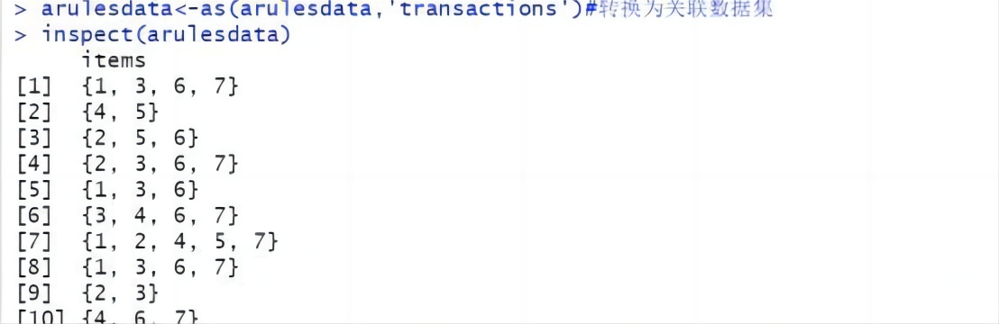 > arulesdata<-as(arulesdata,'transactions')#转换为关联数据集
> inspect(arulesdata)
items
[1] {1, 3, 6, 7}
[2] {4, 5}
[3] {2, 5, 6}
[4] {2, 3, 6, 7}
[5] {1, 3, 6}
[6] {3, 4, 6, 7}
[7] {1, 2, 4, 5, 7}
[8] {1, 3, 6, 7}
[9] {2, 3}
[10] {4, 6, 7}